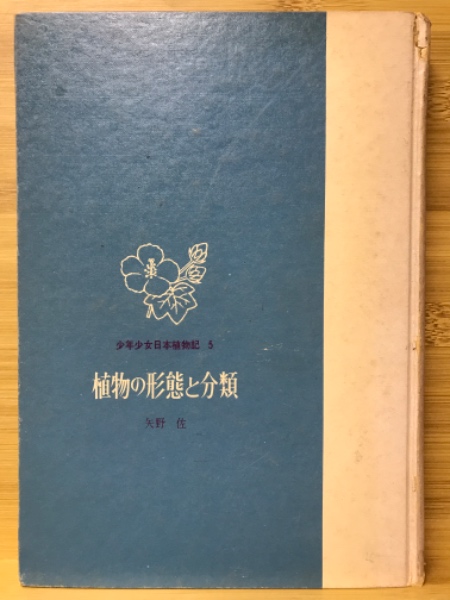 少年少女日本植物記 5
植物の形態と分類
矢野 佐